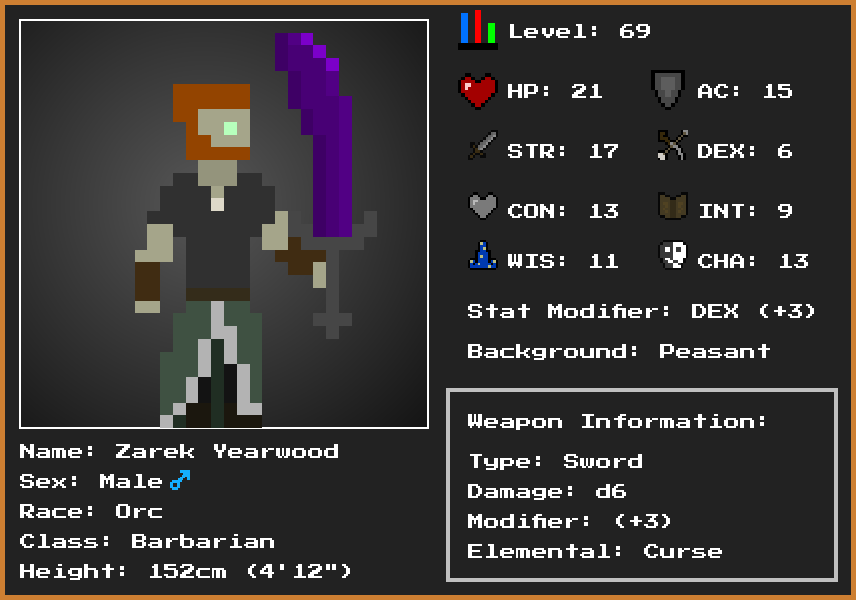 Level: 69
HP: 21
AC: 15
STR: 17
DEX: 6
CON: 13
INT: 9
WIS: 11
CHA: 13
Stat Modifier: DEX (+3)
Background: Peasant
Weapon Information:
Type: Sword
Damage: d6
Modifier: (+3)
Elemental: Curse
Name: Zarek Yearwood
Sex: Male ♂
Race: Orc
Class: Barbarian
Height: 152cm (4'12")